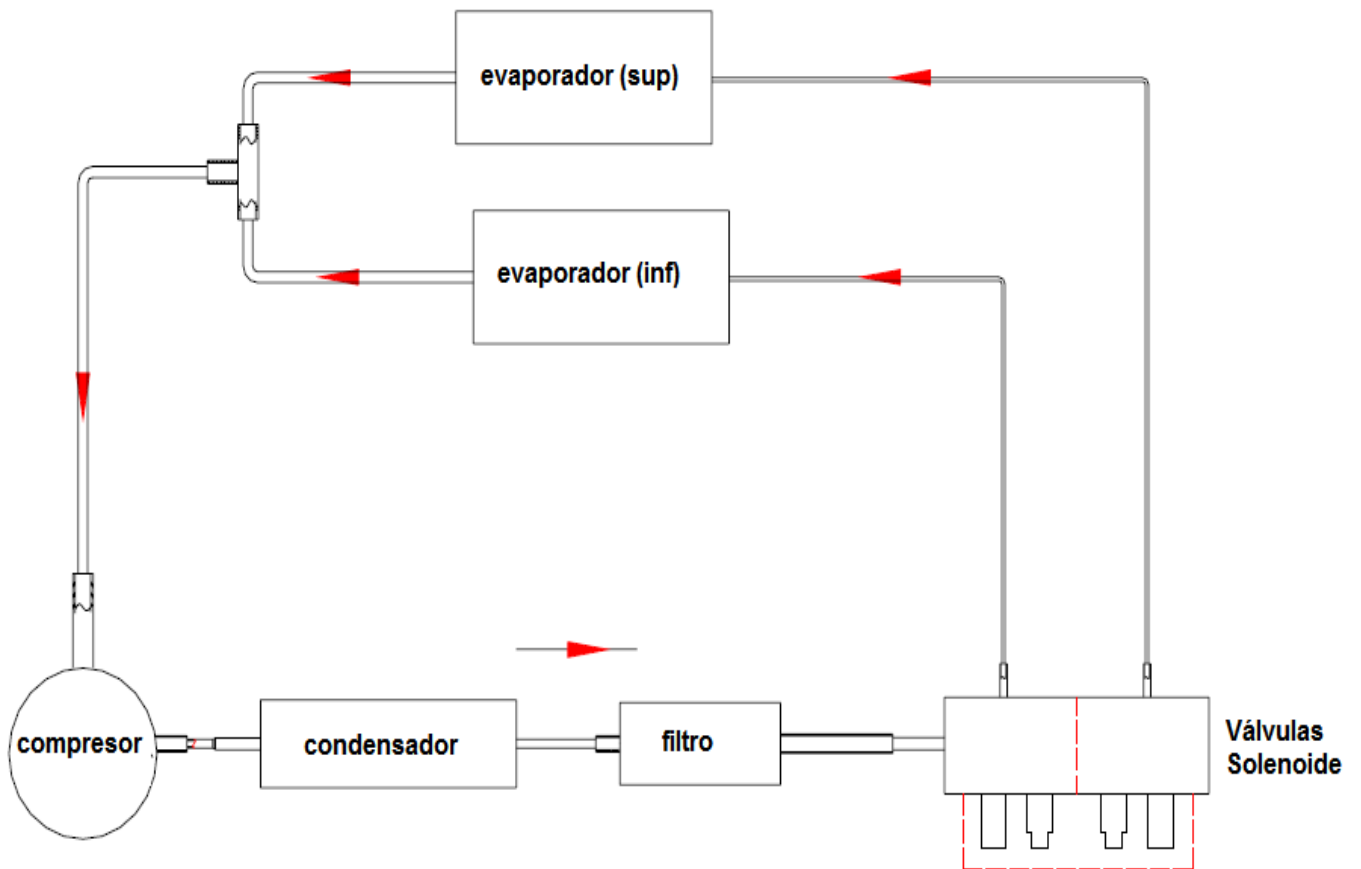 evaporador (sup)
evaporador (inf)
compresor
condensador
filtro
Válvulas
Solenoide